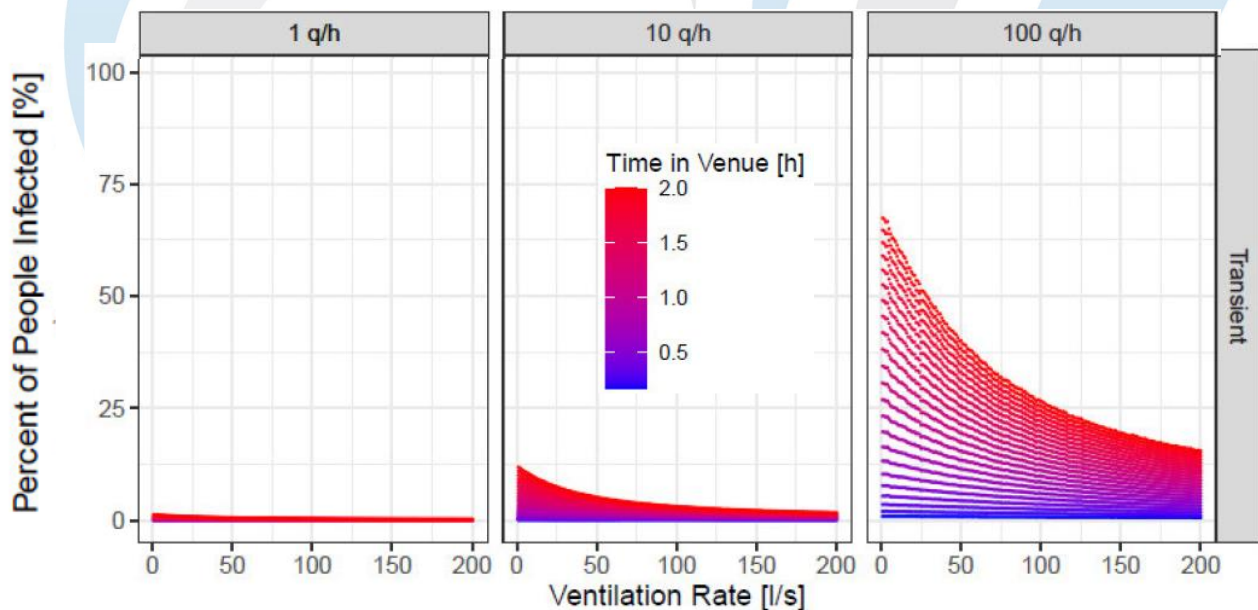 1 q/h
10 q/h
100 q/h
Percent of People Infected [%]
100
75
50
25
0
Time in Venue [h]
2.0
1.5
1.0
0.5
Transient
0 50 100 150 200
0 50 100 150 200
0 50 100 150 200
Ventilation Rate [l/s]